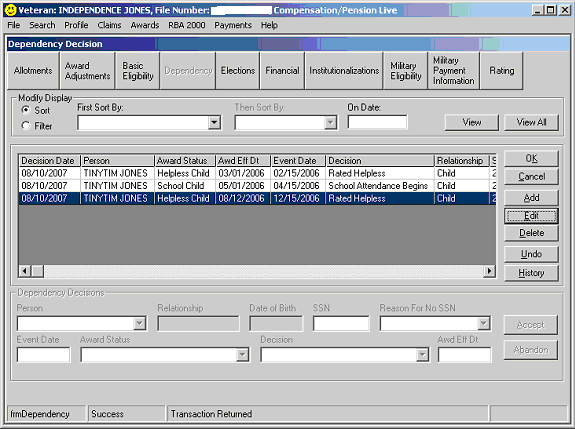 Veteran: INDEPENDENCE JONES, File Number: Compensation/Pension Live
File Search Profile Claims Awards RBA 2000 Payments Help
Dependency Decision
Allotments Award Adjustments Basic Eligibility Dependency Elections Financial Institutionalizations Military Eligibility Military Payment Information Rating
Modify Display
Sort First Sort By: Then Sort By: On Date:
Filter View View All
Decision Date Person Award Status Awd Eff Dt Event Date Decision Relationship S
08/10/2007 TINYTIM JONES Helpless Child 03/01/2006 02/15/2006 Rated Helpless Child 2
08/10/2007 TINYTIM JONES School Child 05/01/2006 04/15/2006 School Attendance Begins Child 2
08/10/2007 TINYTIM JONES Helpless Child 08/12/2006 12/15/2006 Rated Helpless Child 2
OK
Cancel
Add
Edit
Delete
Undo
History
Dependency Decisions
Person Relationship Date of Birth SSN Reason For No SSN
Accept
Event Date Award Status Decision Awd Eff Dt
Abandon
frmDependency Success Transaction Returned